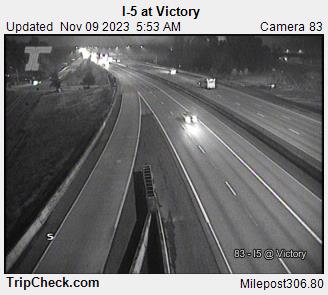 I-5 at Victory
Updated Nov 09 2023 5:53 AM Camera 83
S
83 - I5 @ Victory
TripCheck.com Milepost306.80